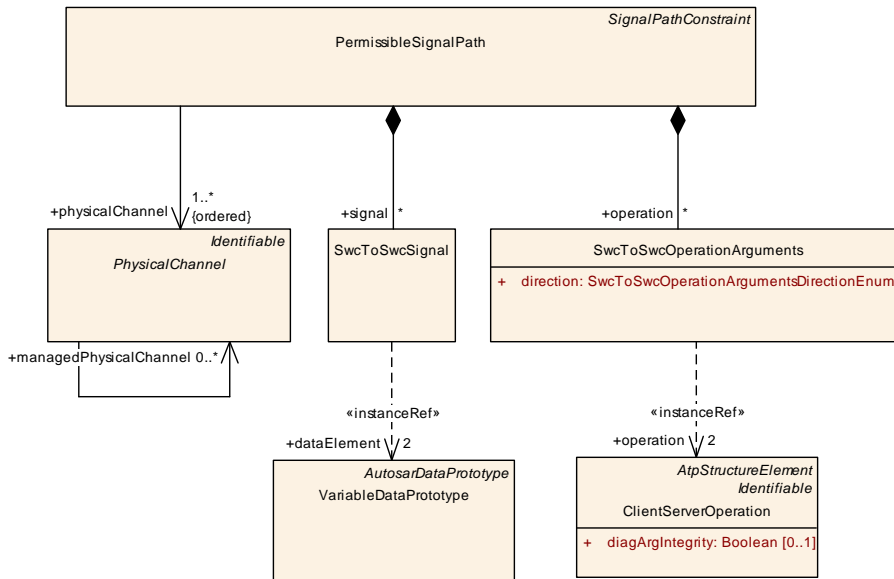 SignalPathConstraint
PermissibleSignalPath
+physicalChannel
1..*
{ordered}
+signal
*
+operation
*
Identifiable
PhysicalChannel
SwcToSwcSignal
SwcToSwcOperationArguments
+ direction: SwcToSwcOperationArgumentsDirectionEnum
+managedPhysicalChannel 0..*
«instanceRef»
«instanceRef»
+dataElement
2
+operation
2
AutosarDataPrototype
VariableDataPrototype
AtpStructureElement
Identifiable
ClientServerOperation
+ diagArgIntegrity: Boolean [0..1]